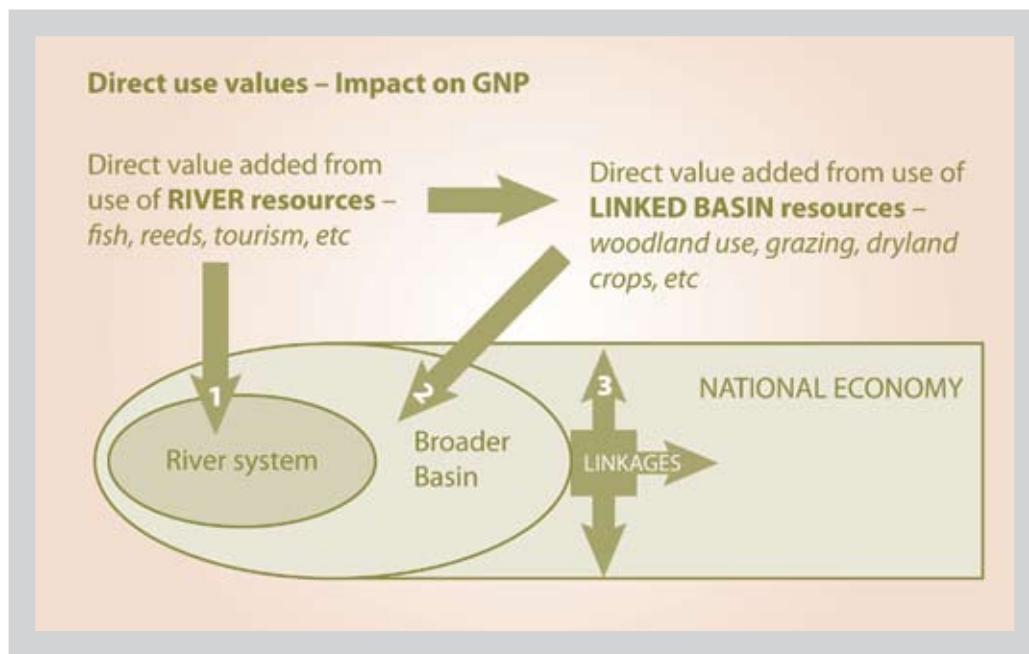 Direct use values – Impact on GNP
Direct value added from
use of RIVER resources –
fish, reeds, tourism, etc
Direct value added from use of
LINKED BASIN resources –
woodland use, grazing, dryland
crops, etc
1
2
3
NATIONAL ECONOMY
River system
Broader
Basin
LINKAGES